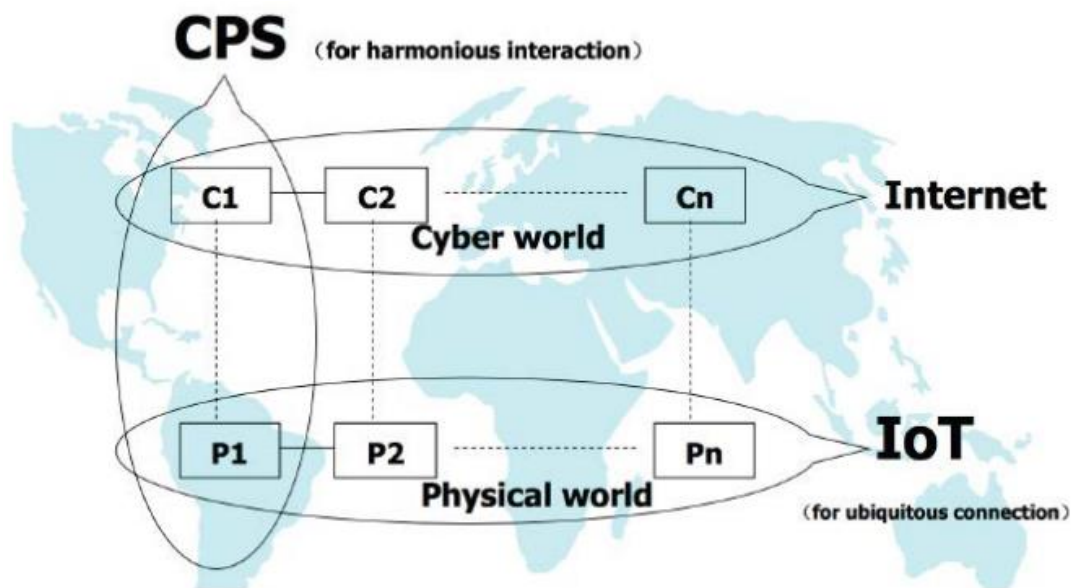 CPS (for harmonious interaction)
C1 C2 Cn
Internet
Cyber world
P1 P2 Pn
IoT
Physical world
(for ubiquitous connection)